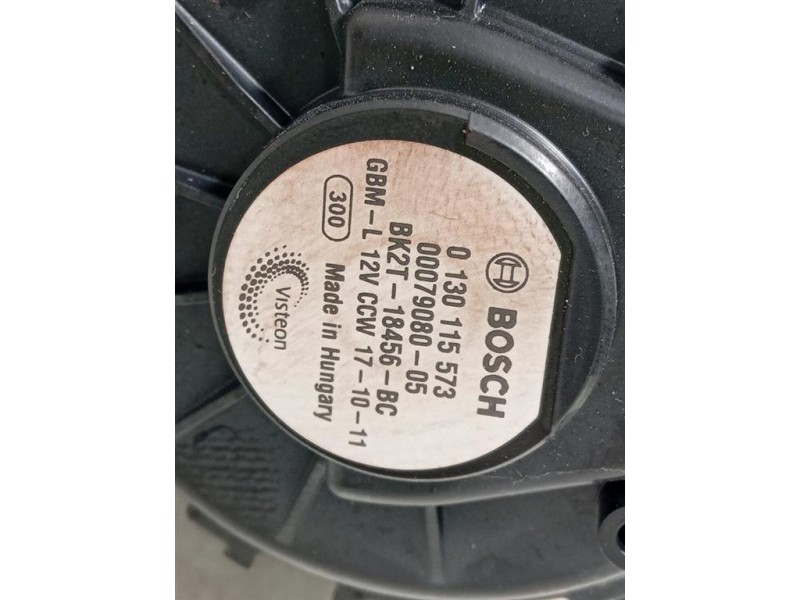 BOSCH
0 130 115 573
00079080-05
BK2T-18456-BC
GBM-L 12V CCW 17-10-11
300 Made in Hungary
Visteon